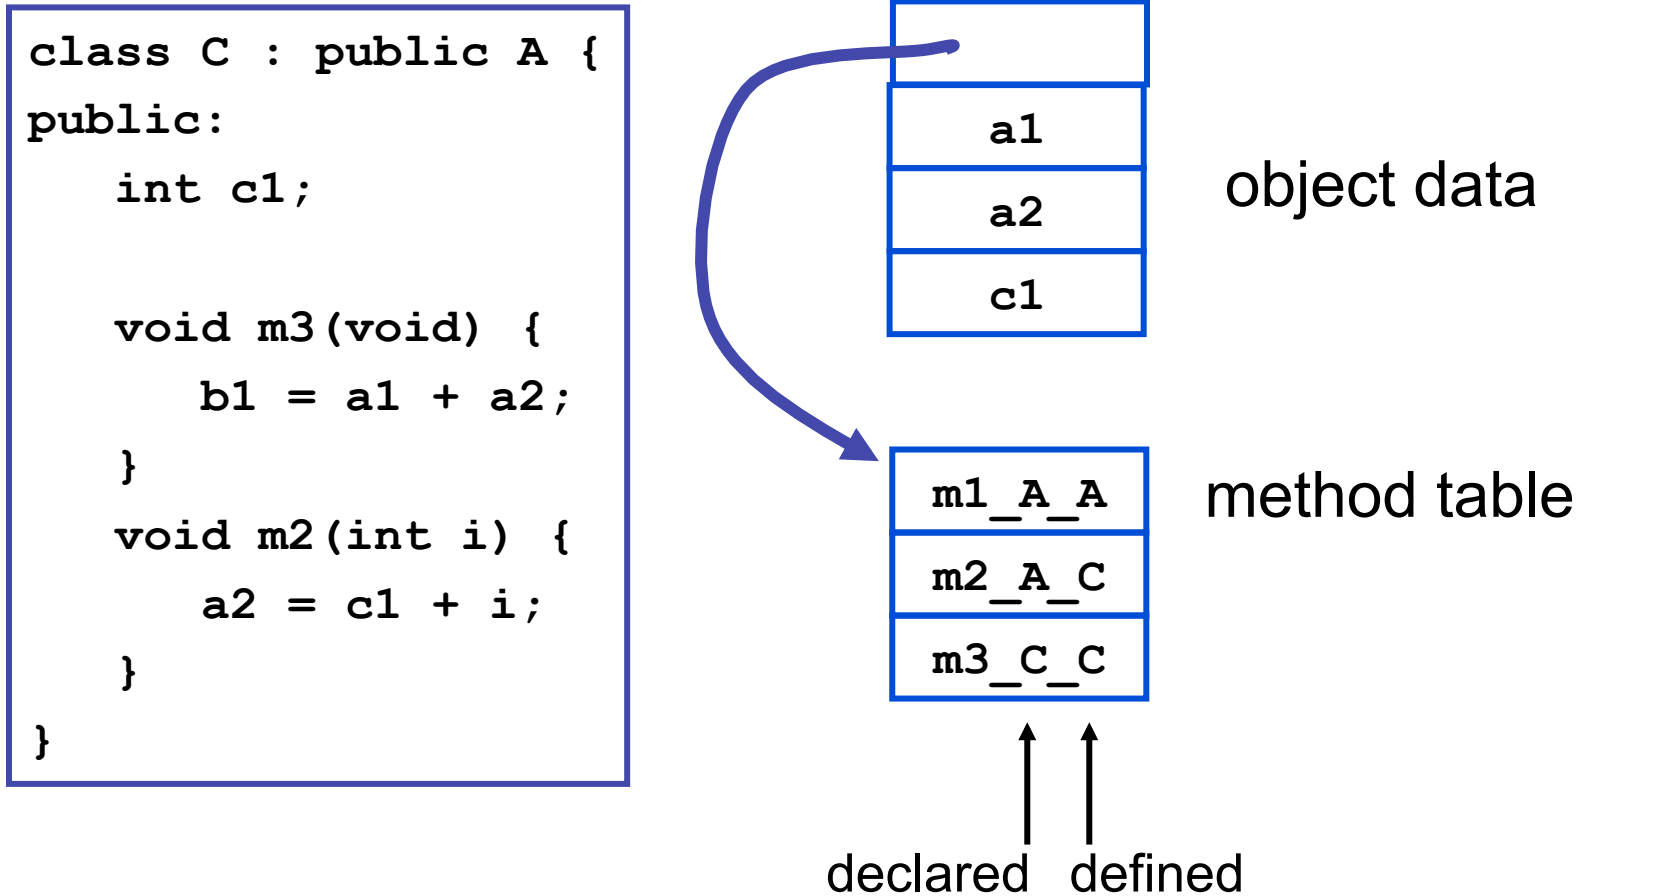 class C : public A {
public:
   int c1;
   void m3(void) {
      b1 = a1 + a2;
   }
   void m2(int i) {
      a2 = c1 + i;
   }
}
a1
a2
c1
object data
m1_A_A
m2_A_C
m3_C_C
method table
declared defined